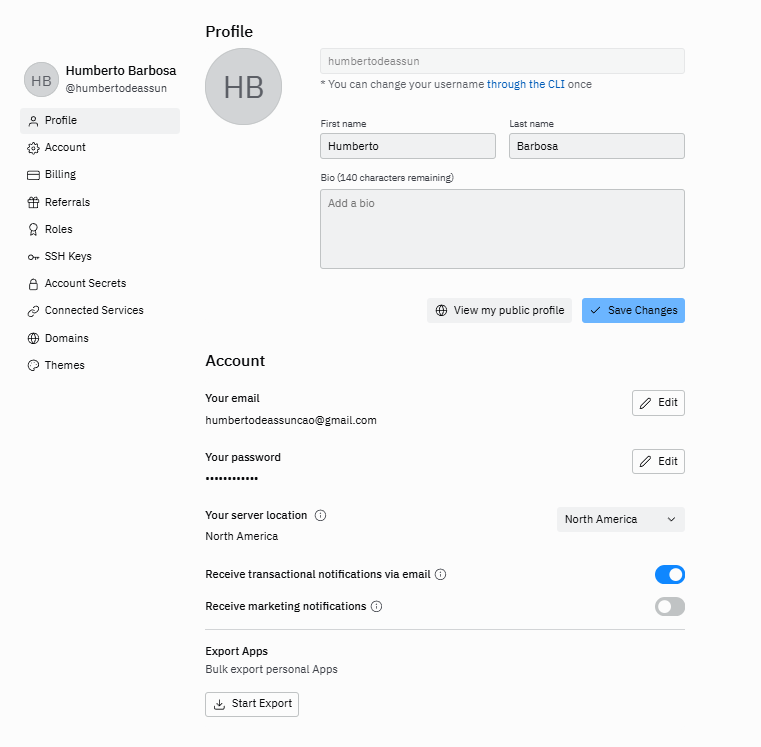 HB
Humberto Barbosa
@humbertodeassun
Profile
Account
Billing
Referrals
Roles
SSH Keys
Account Secrets
Connected Services
Domains
Themes
Profile
HB
humbertodeassun
* You can change your username through the CLI once
First name
Last name
Humberto
Barbosa
Bio (140 characters remaining)
Add a bio
View my public profile
Save Changes
Account
Your email
Edit
humbertodeassuncao@gmail.com
Your password
Edit
••••••••••••
Your server location
North America
North America
Receive transactional notifications via email
Receive marketing notifications
Export Apps
Bulk export personal Apps
Start Export